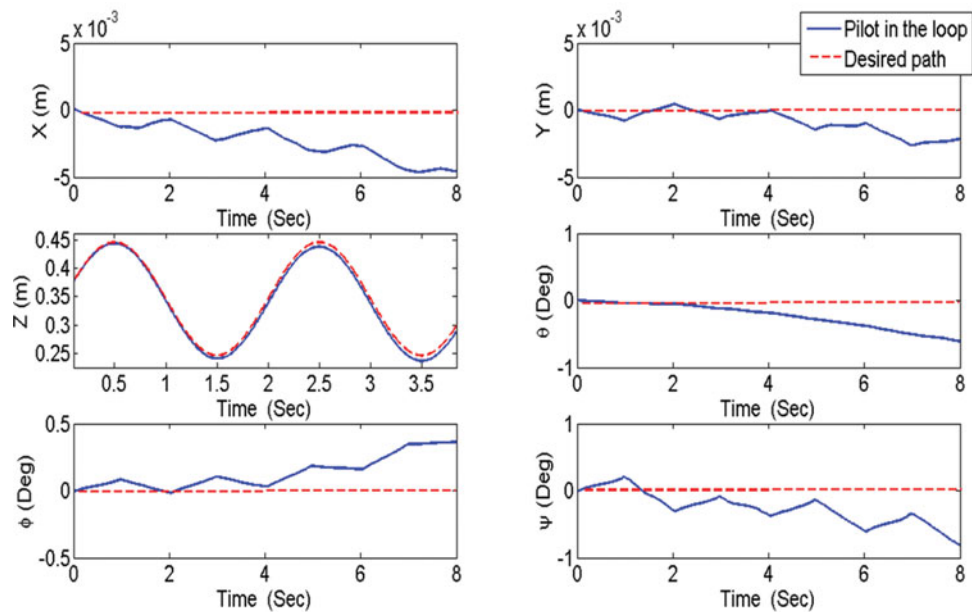 x 10⁻³
5
0
-5
X (m)
0 2 4 6 8
Time (Sec)
x 10⁻³
5
0
-5
Y (m)
0 2 4 6 8
Time (Sec)
Pilot in the loop
Desired path
0.45
0.4
0.35
0.3
0.25
Z (m)
0.5 1 1.5 2 2.5 3 3.5
Time (Sec)
1
0
-1
θ (Deg)
0 2 4 6 8
Time (Sec)
0.5
0
-0.5
ϕ (Deg)
0 2 4 6 8
Time (Sec)
1
0
-1
ψ (Deg)
0 2 4 6 8
Time (Sec)